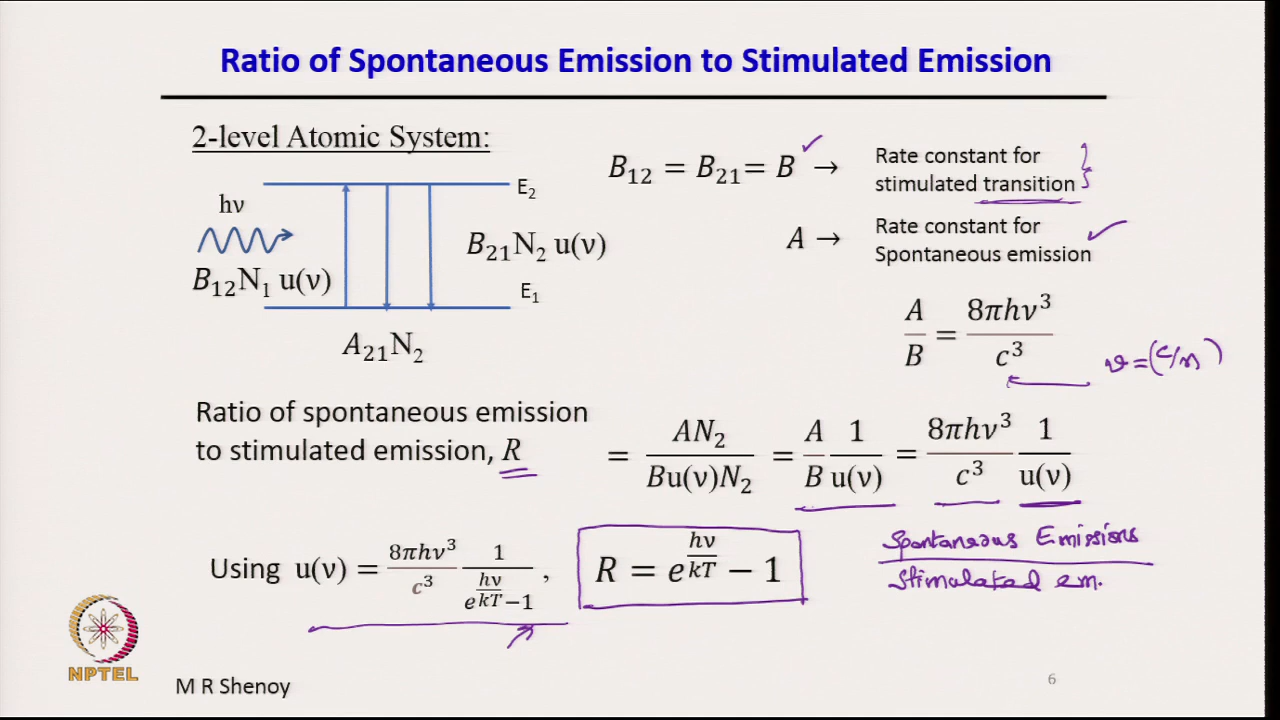 Ratio of Spontaneous Emission to Stimulated Emission
2-level Atomic System:
hν
E₂
B₁₂N₁ u(ν)
B₂₁N₂ u(ν)
E₁
A₂₁N₂
B₁₂ = B₂₁ = B ✓ → Rate constant for
stimulated transition
A → Rate constant for ✓
Spontaneous emission
A/B = 8πhν³/c³
v = (c/n)
Ratio of spontaneous emission
to stimulated emission, R
= AN₂/Bu(ν)N₂ = A/B 1/u(ν) = 8πhν³/c³ 1/u(ν)
Spontaneous Emissions
Stimulated em.
Using u(ν) = 8πhν³/c³ 1/(e^(hν/kT)−1) ,
R = e^(hν/kT) − 1
NPTEL
M R Shenoy
6